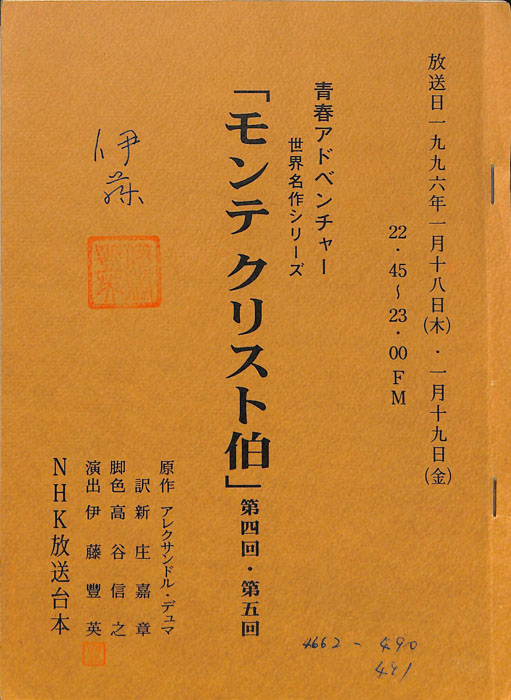 放送日一九九六年一月十八日(木)・一月十九日(金)
22・45～23・00 FM
青春アドベンチャー
世界名作シリーズ
「モンテ クリスト伯」第四回・第五回
伊藤
原作 アレクサンドル・デュマ
訳 新庄嘉章
脚色 高谷信之
演出 伊藤豐英
NHK放送台本
4662-490
491